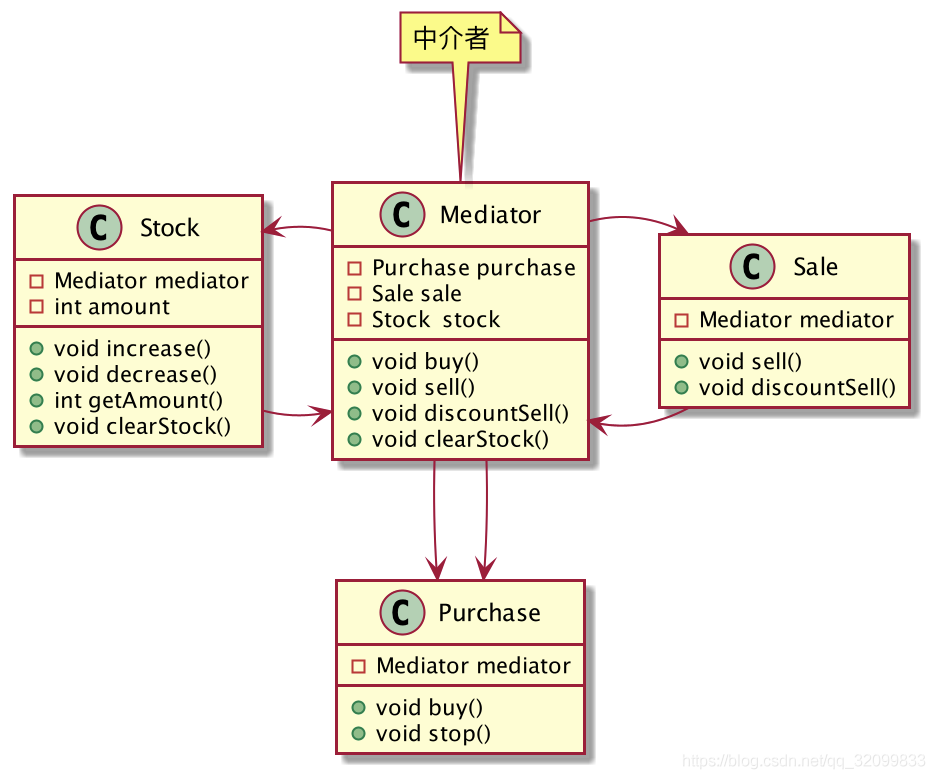 中介者
C Stock
Mediator mediator
int amount
void increase()
void decrease()
int getAmount()
void clearStock()
C Mediator
Purchase purchase
Sale sale
Stock  stock
void buy()
void sell()
void discountSell()
void clearStock()
C Sale
Mediator mediator
void sell()
void discountSell()
C Purchase
Mediator mediator
void buy()
void stop()
https://blog.csdn.net/qq_32099833